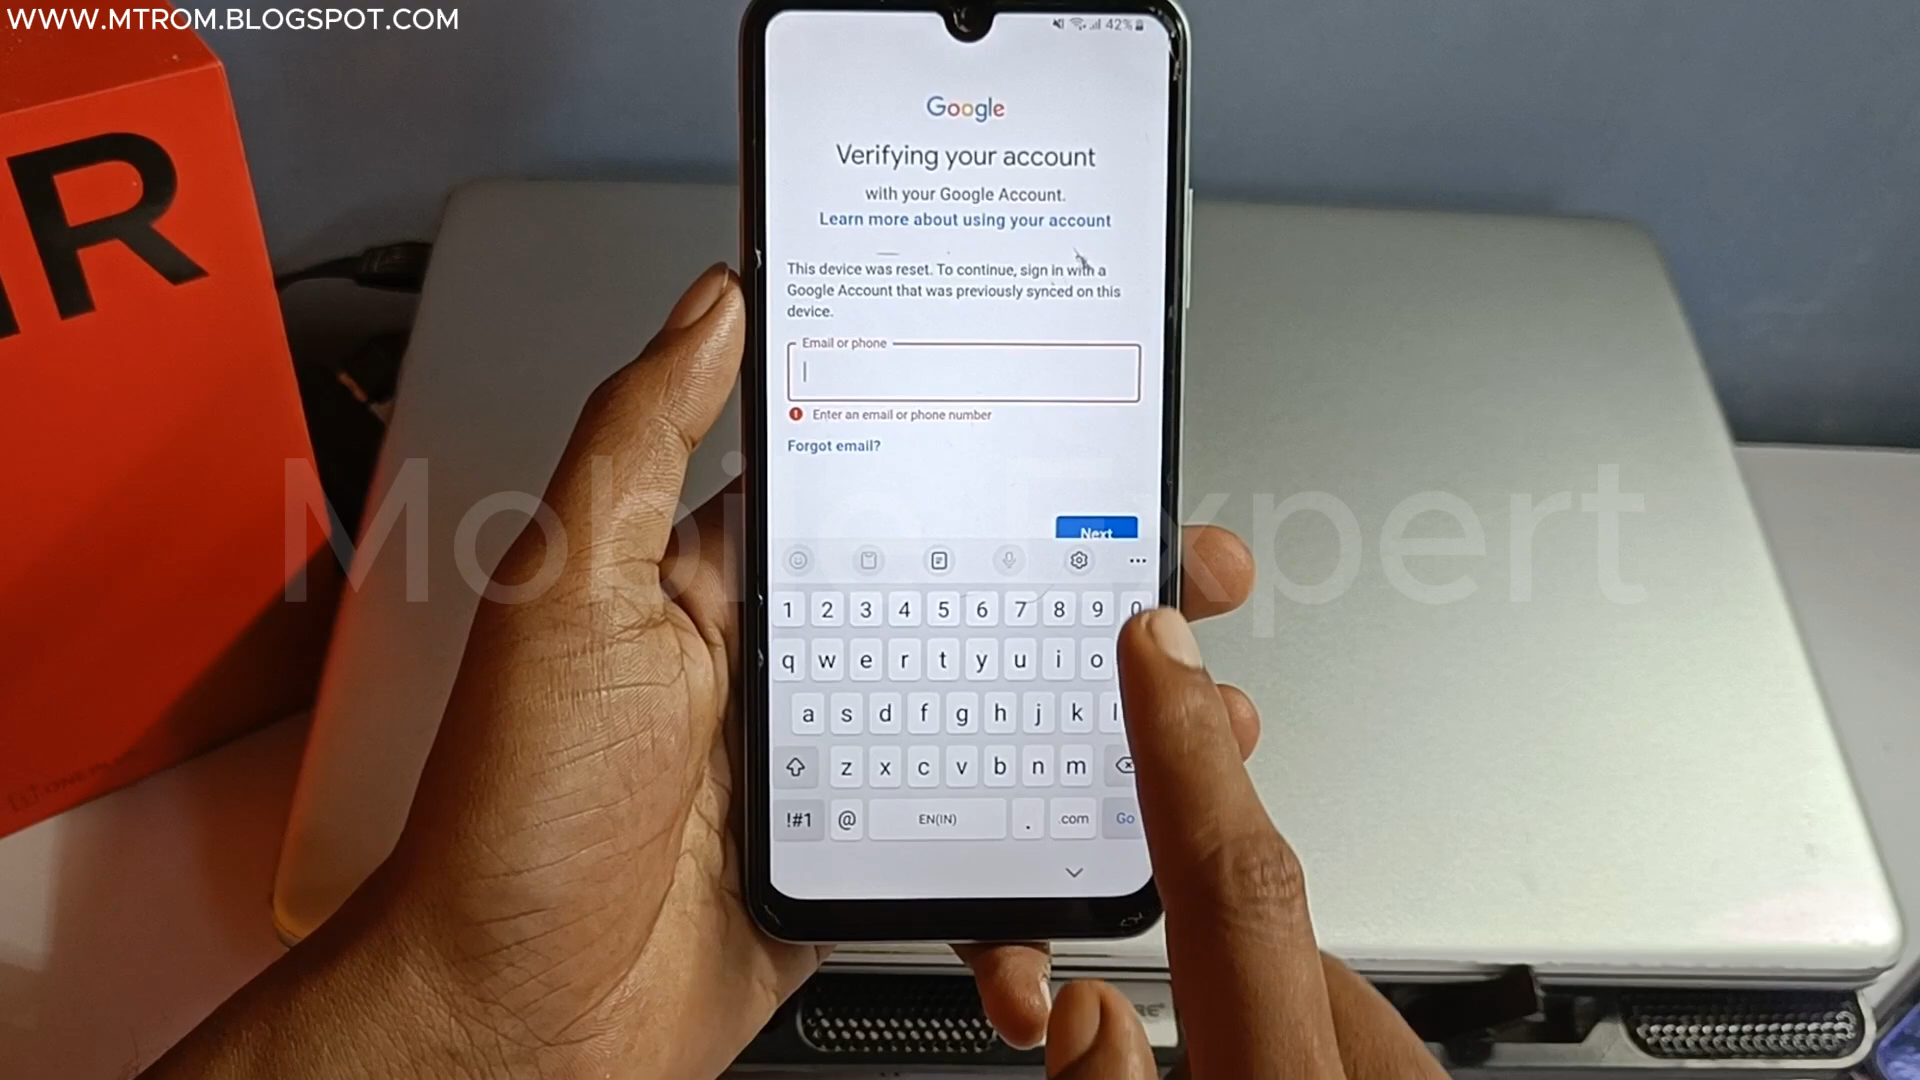 WWW.MTROM.BLOGSPOT.COM
42%
Google
Verifying your account
with your Google Account.
Learn more about using your account
This device was reset. To continue, sign in with a
Google Account that was previously synced on this
device.
Email or phone
Enter an email or phone number
Forgot email?
Next
Mobile Expert
1 2 3 4 5 6 7 8 9 0
q w e r t y u i o
a s d f g h j k l
z x c v b n m
!#1 @ EN(IN) . .com Go
R